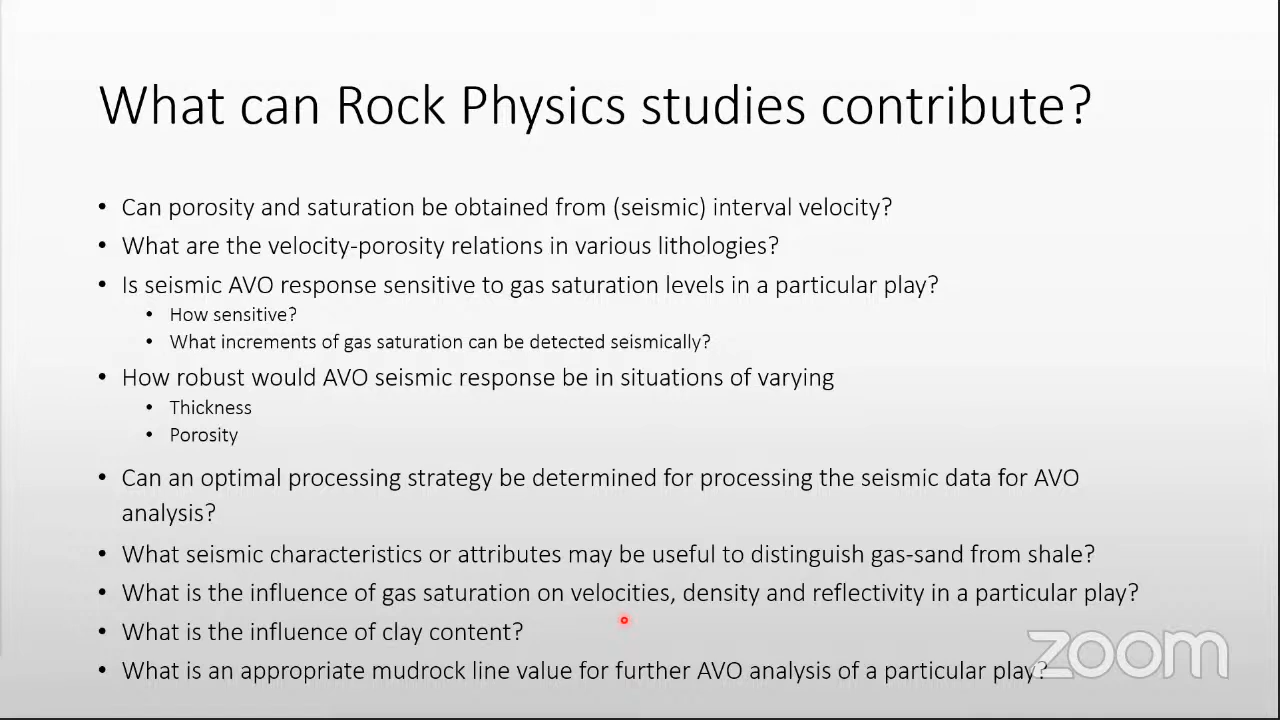 What can Rock Physics studies contribute?
• Can porosity and saturation be obtained from (seismic) interval velocity?
• What are the velocity-porosity relations in various lithologies?
• Is seismic AVO response sensitive to gas saturation levels in a particular play?
• How sensitive?
• What increments of gas saturation can be detected seismically?
• How robust would AVO seismic response be in situations of varying
• Thickness
• Porosity
• Can an optimal processing strategy be determined for processing the seismic data for AVO
analysis?
• What seismic characteristics or attributes may be useful to distinguish gas-sand from shale?
• What is the influence of gas saturation on velocities, density and reflectivity in a particular play?
• What is the influence of clay content?
• What is an appropriate mudrock line value for further AVO analysis of a particular play?
zoom